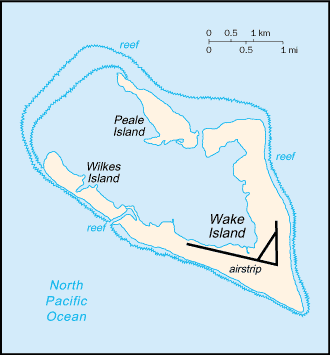 reef
0 0.5 1 km
0 0.5 1 mi
Peale
Island
reef
Wilkes
Island
Wake
Island
reef
airstrip
North
Pacific
Ocean